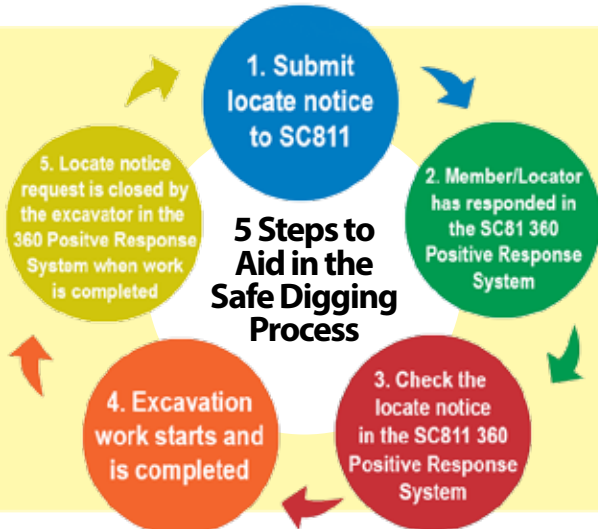 1. Submit
locate notice
to SC811
2. Member/Locator
has responded in
the SC81 360
Positive Response
System
3. Check the
locate notice
in the SC811 360
Positive Response
System
4. Excavation
work starts and
is completed
5. Locate notice
request is closed by
the excavator in the
360 Positve Response
System when work
is completed
5 Steps to
Aid in the
Safe Digging
Process